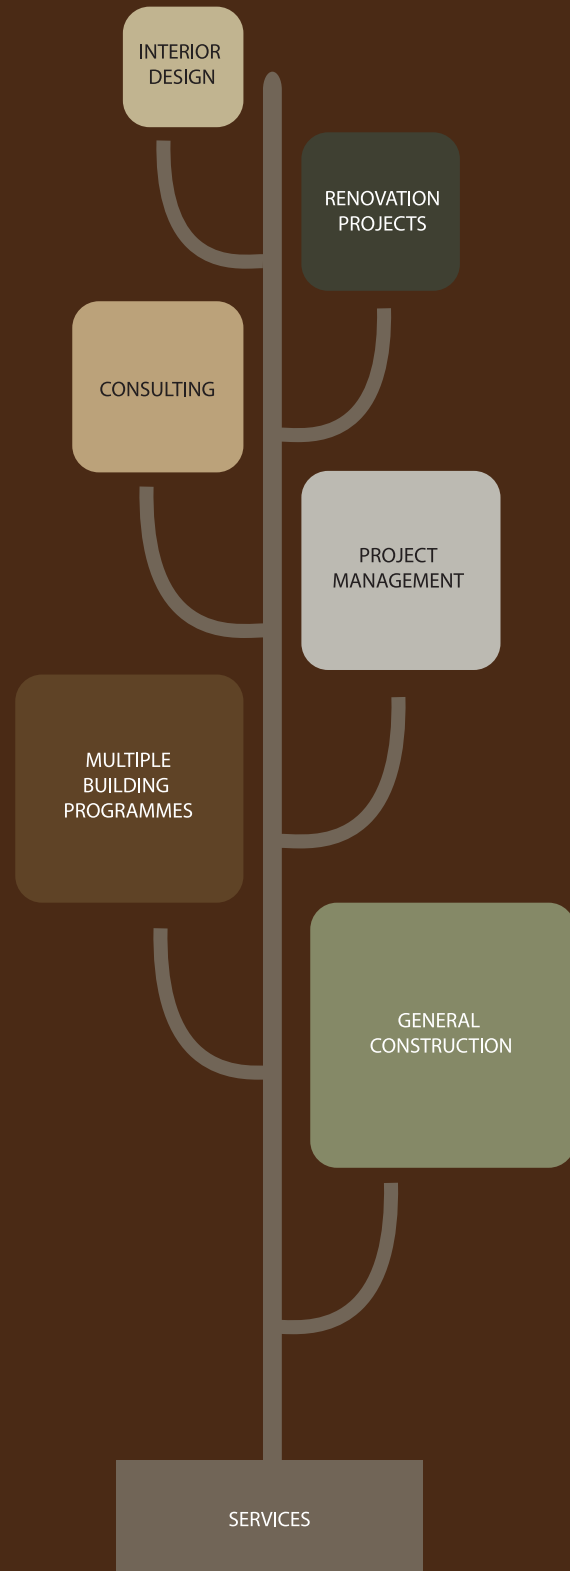 INTERIOR
DESIGN
RENOVATION
PROJECTS
CONSULTING
PROJECT
MANAGEMENT
MULTIPLE
BUILDING
PROGRAMMES
GENERAL
CONSTRUCTION
SERVICES